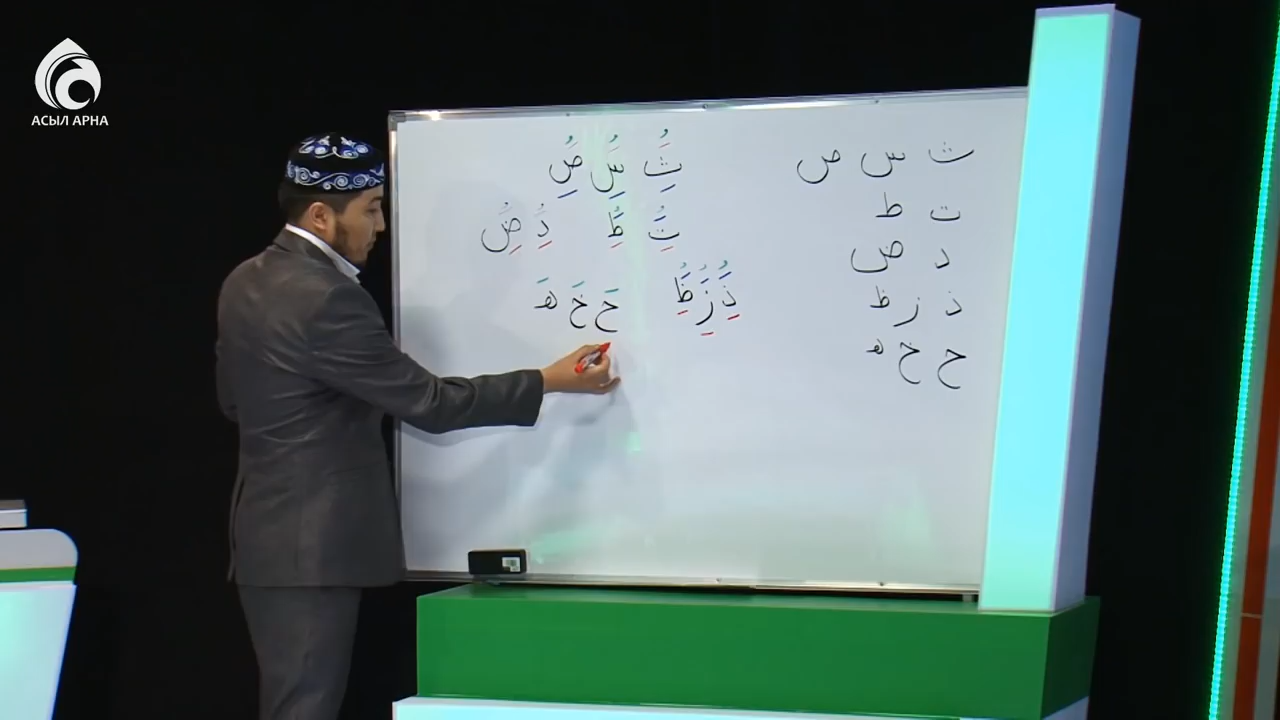 АСЫЛ АРНА
ث س ص
ت ط
د ض
ذ ز ظ
ح خ ه
ثَُِ سَُِ صَُِ
تَُِ طَُِ دَُِ ضَُِ
ذَُِ زَُِ ظَُِ حَ خَ هَ